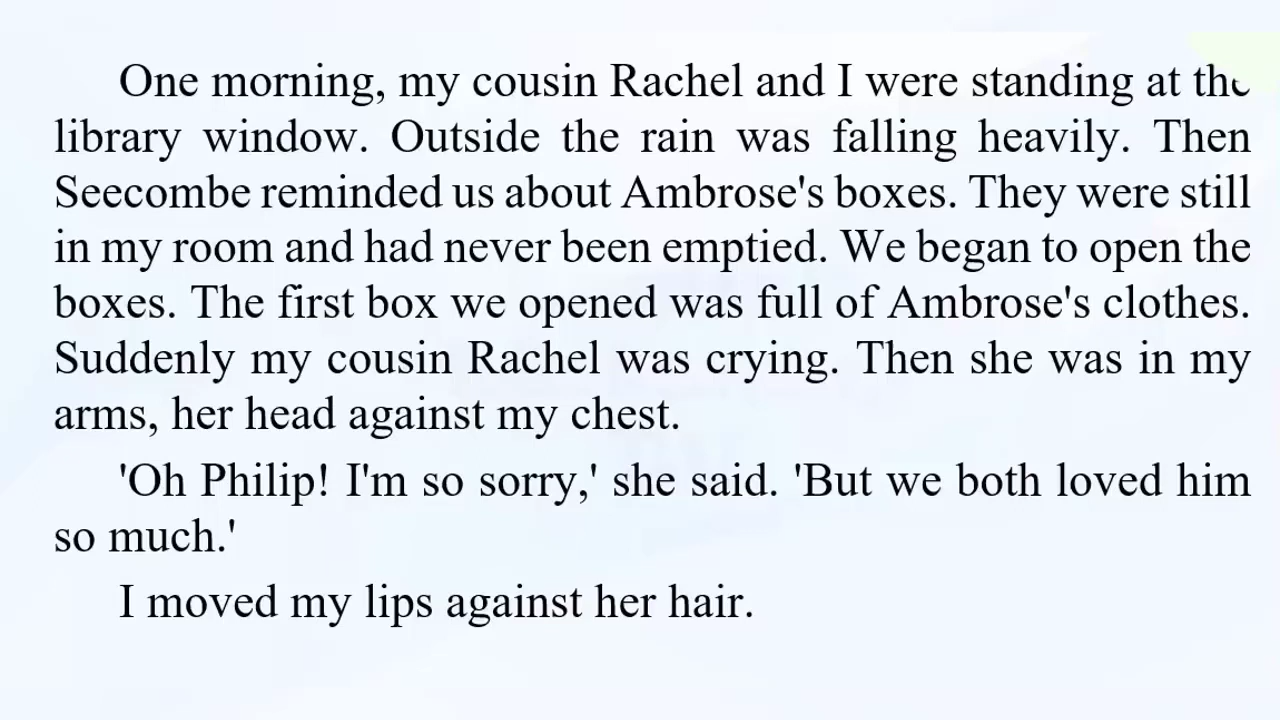 One morning, my cousin Rachel and I were standing at the
library window. Outside the rain was falling heavily. Then
Seecombe reminded us about Ambrose's boxes. They were still
in my room and had never been emptied. We began to open the
boxes. The first box we opened was full of Ambrose's clothes.
Suddenly my cousin Rachel was crying. Then she was in my
arms, her head against my chest.
'Oh Philip! I'm so sorry,' she said. 'But we both loved him
so much.'
I moved my lips against her hair.